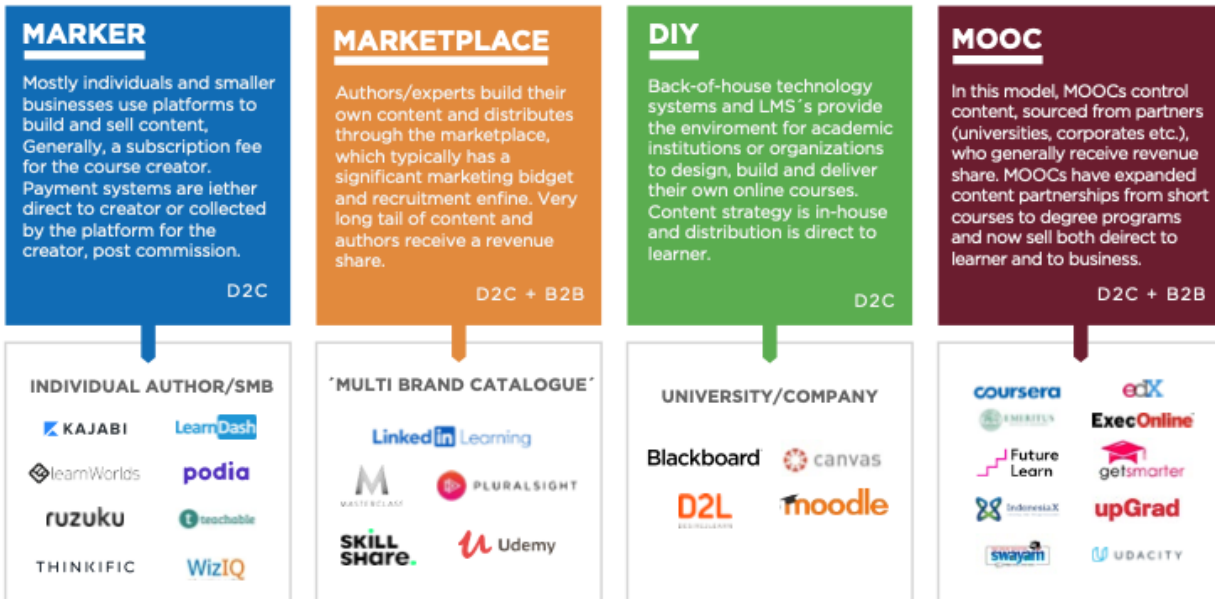 MARKER
Mostly individuals and smaller
businesses use platforms to
build and sell content,
Generally, a subscription fee
for the course creator.
Payment systems are iether
direct to creator or collected
by the platform for the
creator, post commission.
D2C
MARKETPLACE
Authors/experts build their
own content and distributes
through the marketplace,
which typically has a
significant marketing bidget
and recruitment enfine. Very
long tail of content and
authors receive a revenue
share.
D2C + B2B
DIY
Back-of-house technology
systems and LMS´s provide
the enviroment for academic
institutions or organizations
to design, build and deliver
their own online courses.
Content strategy is in-house
and distribution is direct to
learner.
D2C
MOOC
In this model, MOOCs control
content, sourced from partners
(universities, corporates etc.),
who generally receive revenue
share. MOOCs have expanded
content partnerships from short
courses to degree programs
and now sell both deirect to
learner and to business.
D2C + B2B
INDIVIDUAL AUTHOR/SMB
KAJABI
LearnDash
learnWorlds
podia
ruzuku
teachable
THINKIFIC
WizIQ
´MULTI BRAND CATALOGUE´
Linked in Learning
MASTERCLASS
PLURALSIGHT
SKILL
SHare.
Udemy
UNIVERSITY/COMPANY
Blackboard
canvas
D2L
DESIRE2LEARN
moodle
coursera
edX
EMERITUS
ExecOnline
Future
Learn
getsmarter
IndonesiaX
upGrad
swayam
UDACITY